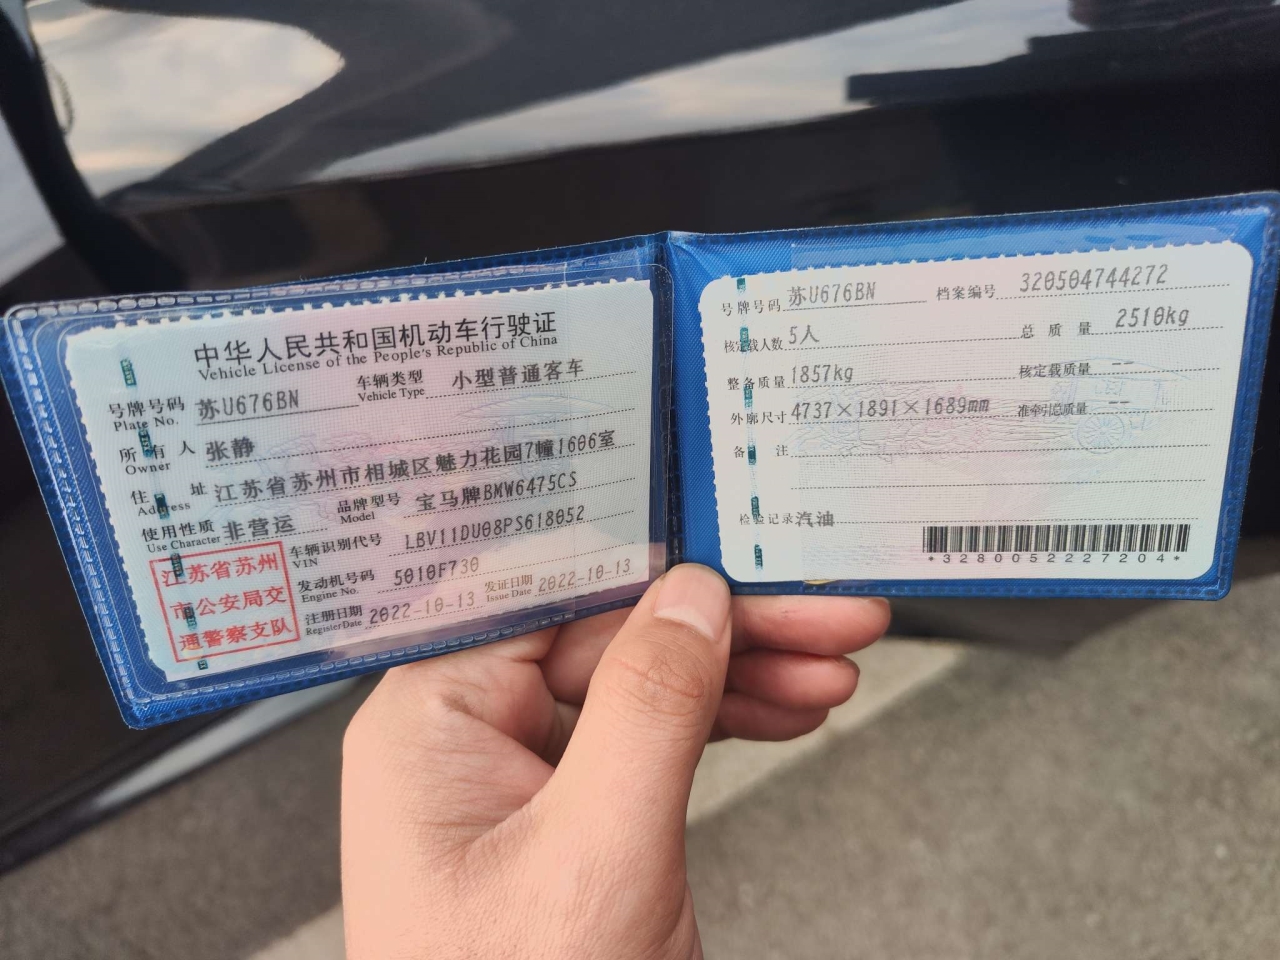 中华人民共和国机动车行驶证
Vehicle License of the People's Republic of China
号牌号码 苏U676BN 车辆类型 小型普通客车
Plate No. Vehicle Type
所有人 张静
Owner
住址 江苏省苏州市相城区魅力花园7幢1606室
Address
使用性质 非营运 品牌型号 宝马牌BMW6475CS
Use Character Model
车辆识别代号 LBV11DU08PS618052
VIN
发动机号码 5010F730
Engine No.
注册日期 2022-10-13 发证日期 2022-10-13
Register Date Issue Date
江苏省苏州
市公安局交
通警察支队
号牌号码 苏U676BN 档案编号 320504744272
核定载人数 5人 总质量 2510kg
整备质量 1857kg 核定载质量 --
外廓尺寸 4737×1891×1689mm 准牵引总质量 --
备注
检验记录 汽油
*3280052227204*